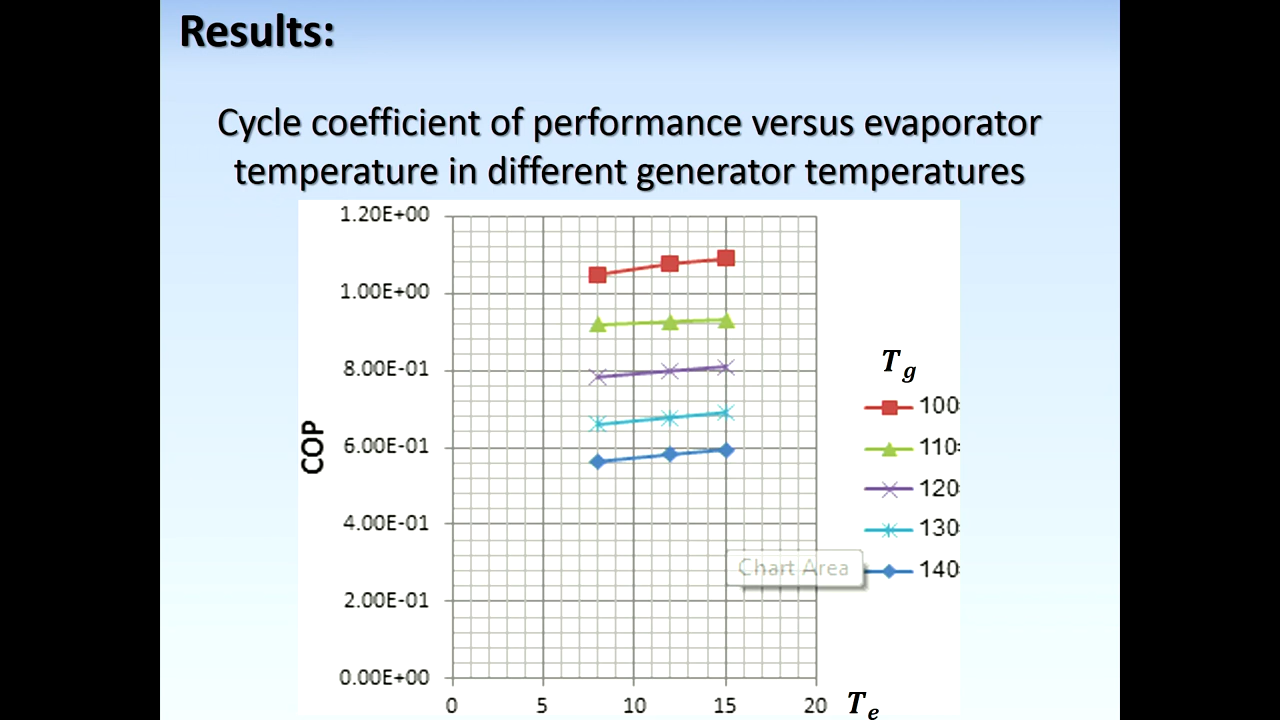 Results:
Cycle coefficient of performance versus evaporator
temperature in different generator temperatures
1.20E+00
1.00E+00
8.00E-01
6.00E-01
4.00E-01
2.00E-01
0.00E+00
COP
0 5 10 15 20
T e
T g
100
110
120
130
140
Chart Area